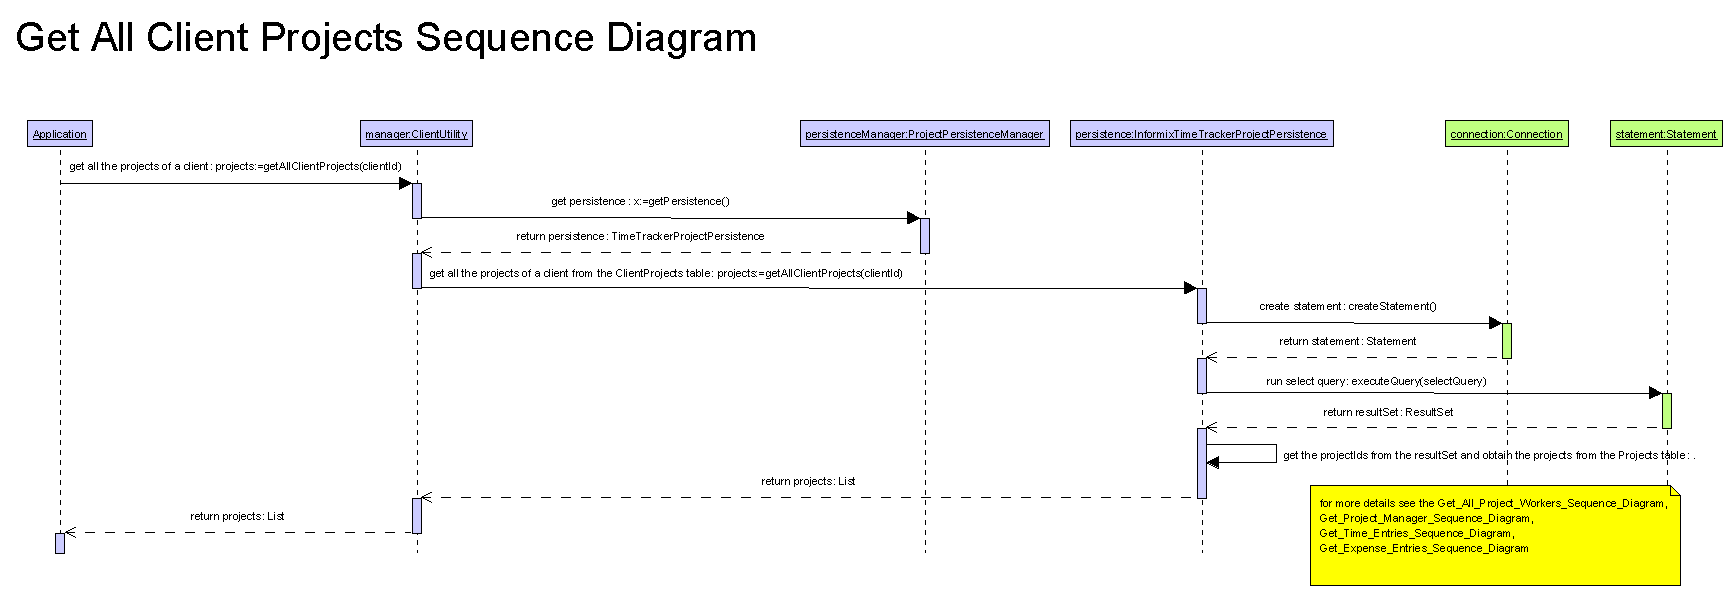 Get All Client Projects Sequence Diagram
Application
manager:ClientUtility
persistenceManager:ProjectPersistenceManager
persistence:InformixTimeTrackerProjectPersistence
connection:Connection
statement:Statement
get all the projects of a client : projects:=getAllClientProjects(clientId)
get persistence : x:=getPersistence()
return persistence : TimeTrackerProjectPersistence
get all the projects of a client from the ClientProjects table : projects:=getAllClientProjects(clientId)
create statement : createStatement()
return statement : Statement
run select query : executeQuery(selectQuery)
return resultSet : ResultSet
get the projectIds from the resultSet and obtain the projects from the Projects table : .
return projects : List
return projects : List
for more details see the Get_All_Project_Workers_Sequence_Diagram,
Get_Project_Manager_Sequence_Diagram,
Get_Time_Entries_Sequence_Diagram,
Get_Expense_Entries_Sequence_Diagram